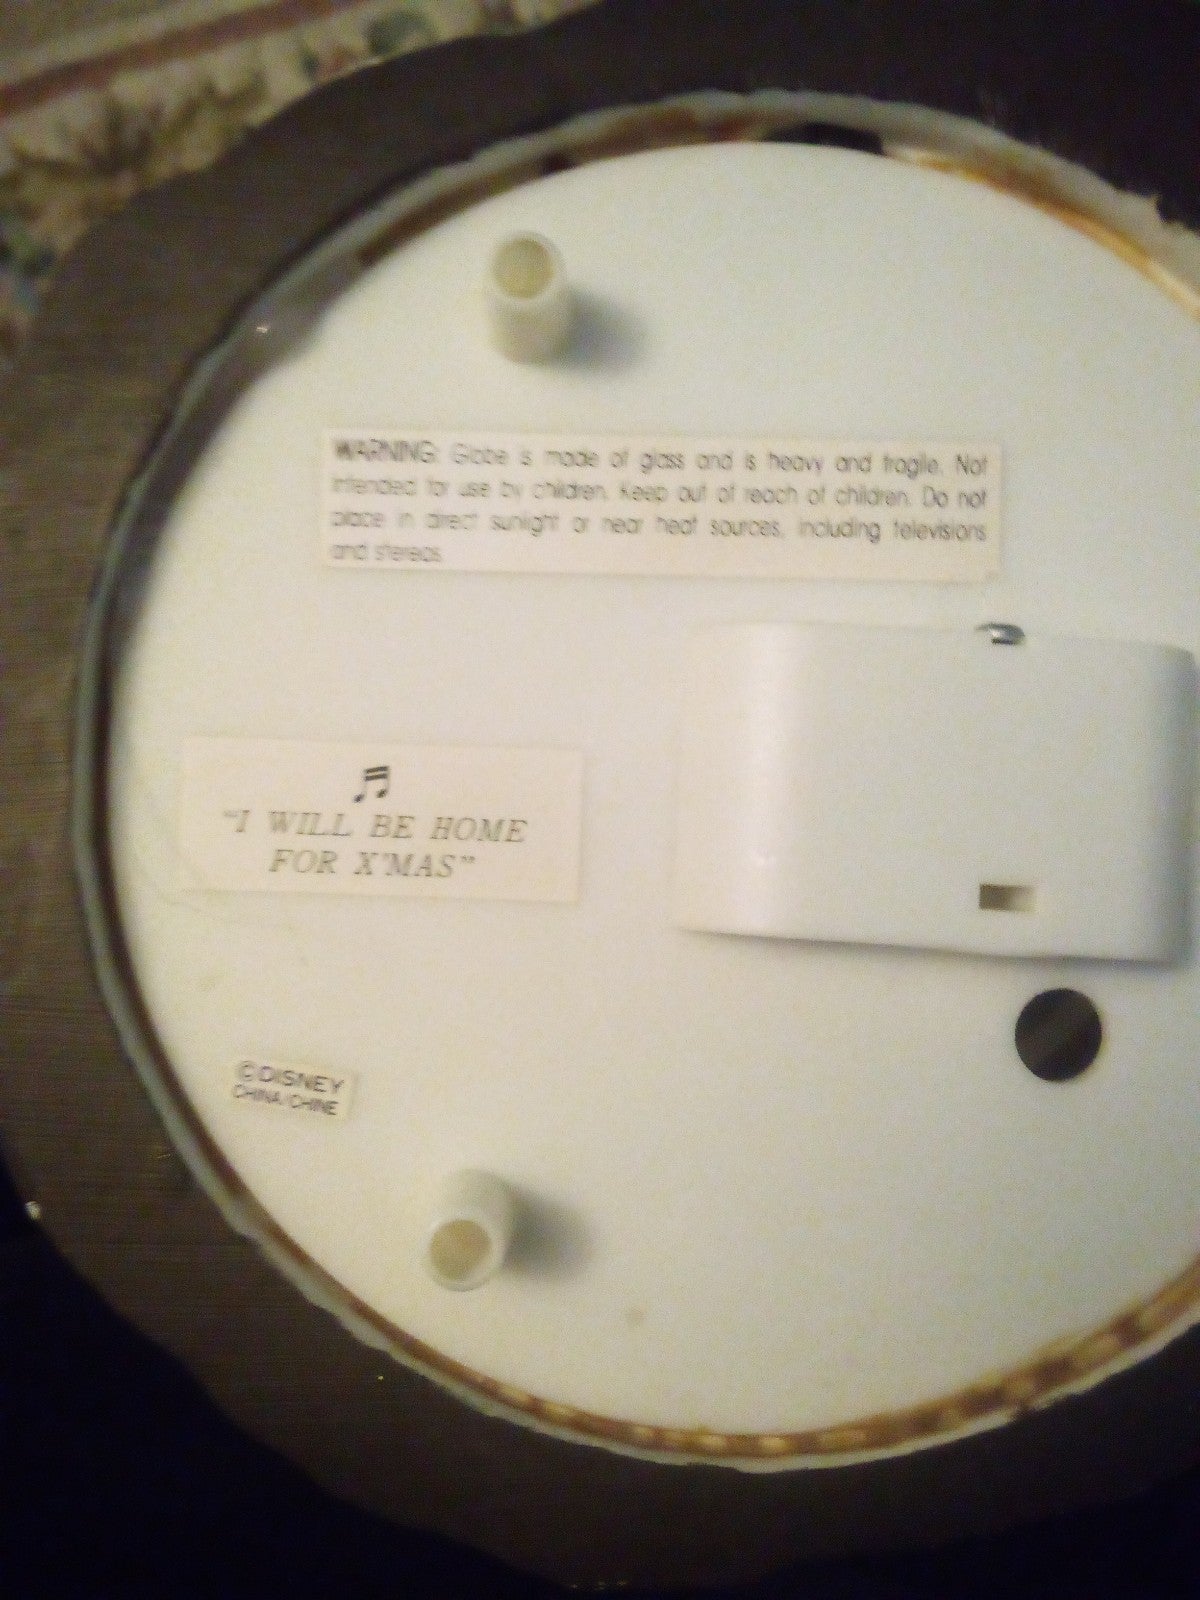 WARNING: Globe is made of glass and is heavy and fragile. Not
intended for use by children. Keep out of reach of children. Do not
place in direct sunlight or near heat sources, including televisions
and stereos.
"I WILL BE HOME
FOR X'MAS"
©DISNEY
CHINA/CHINE